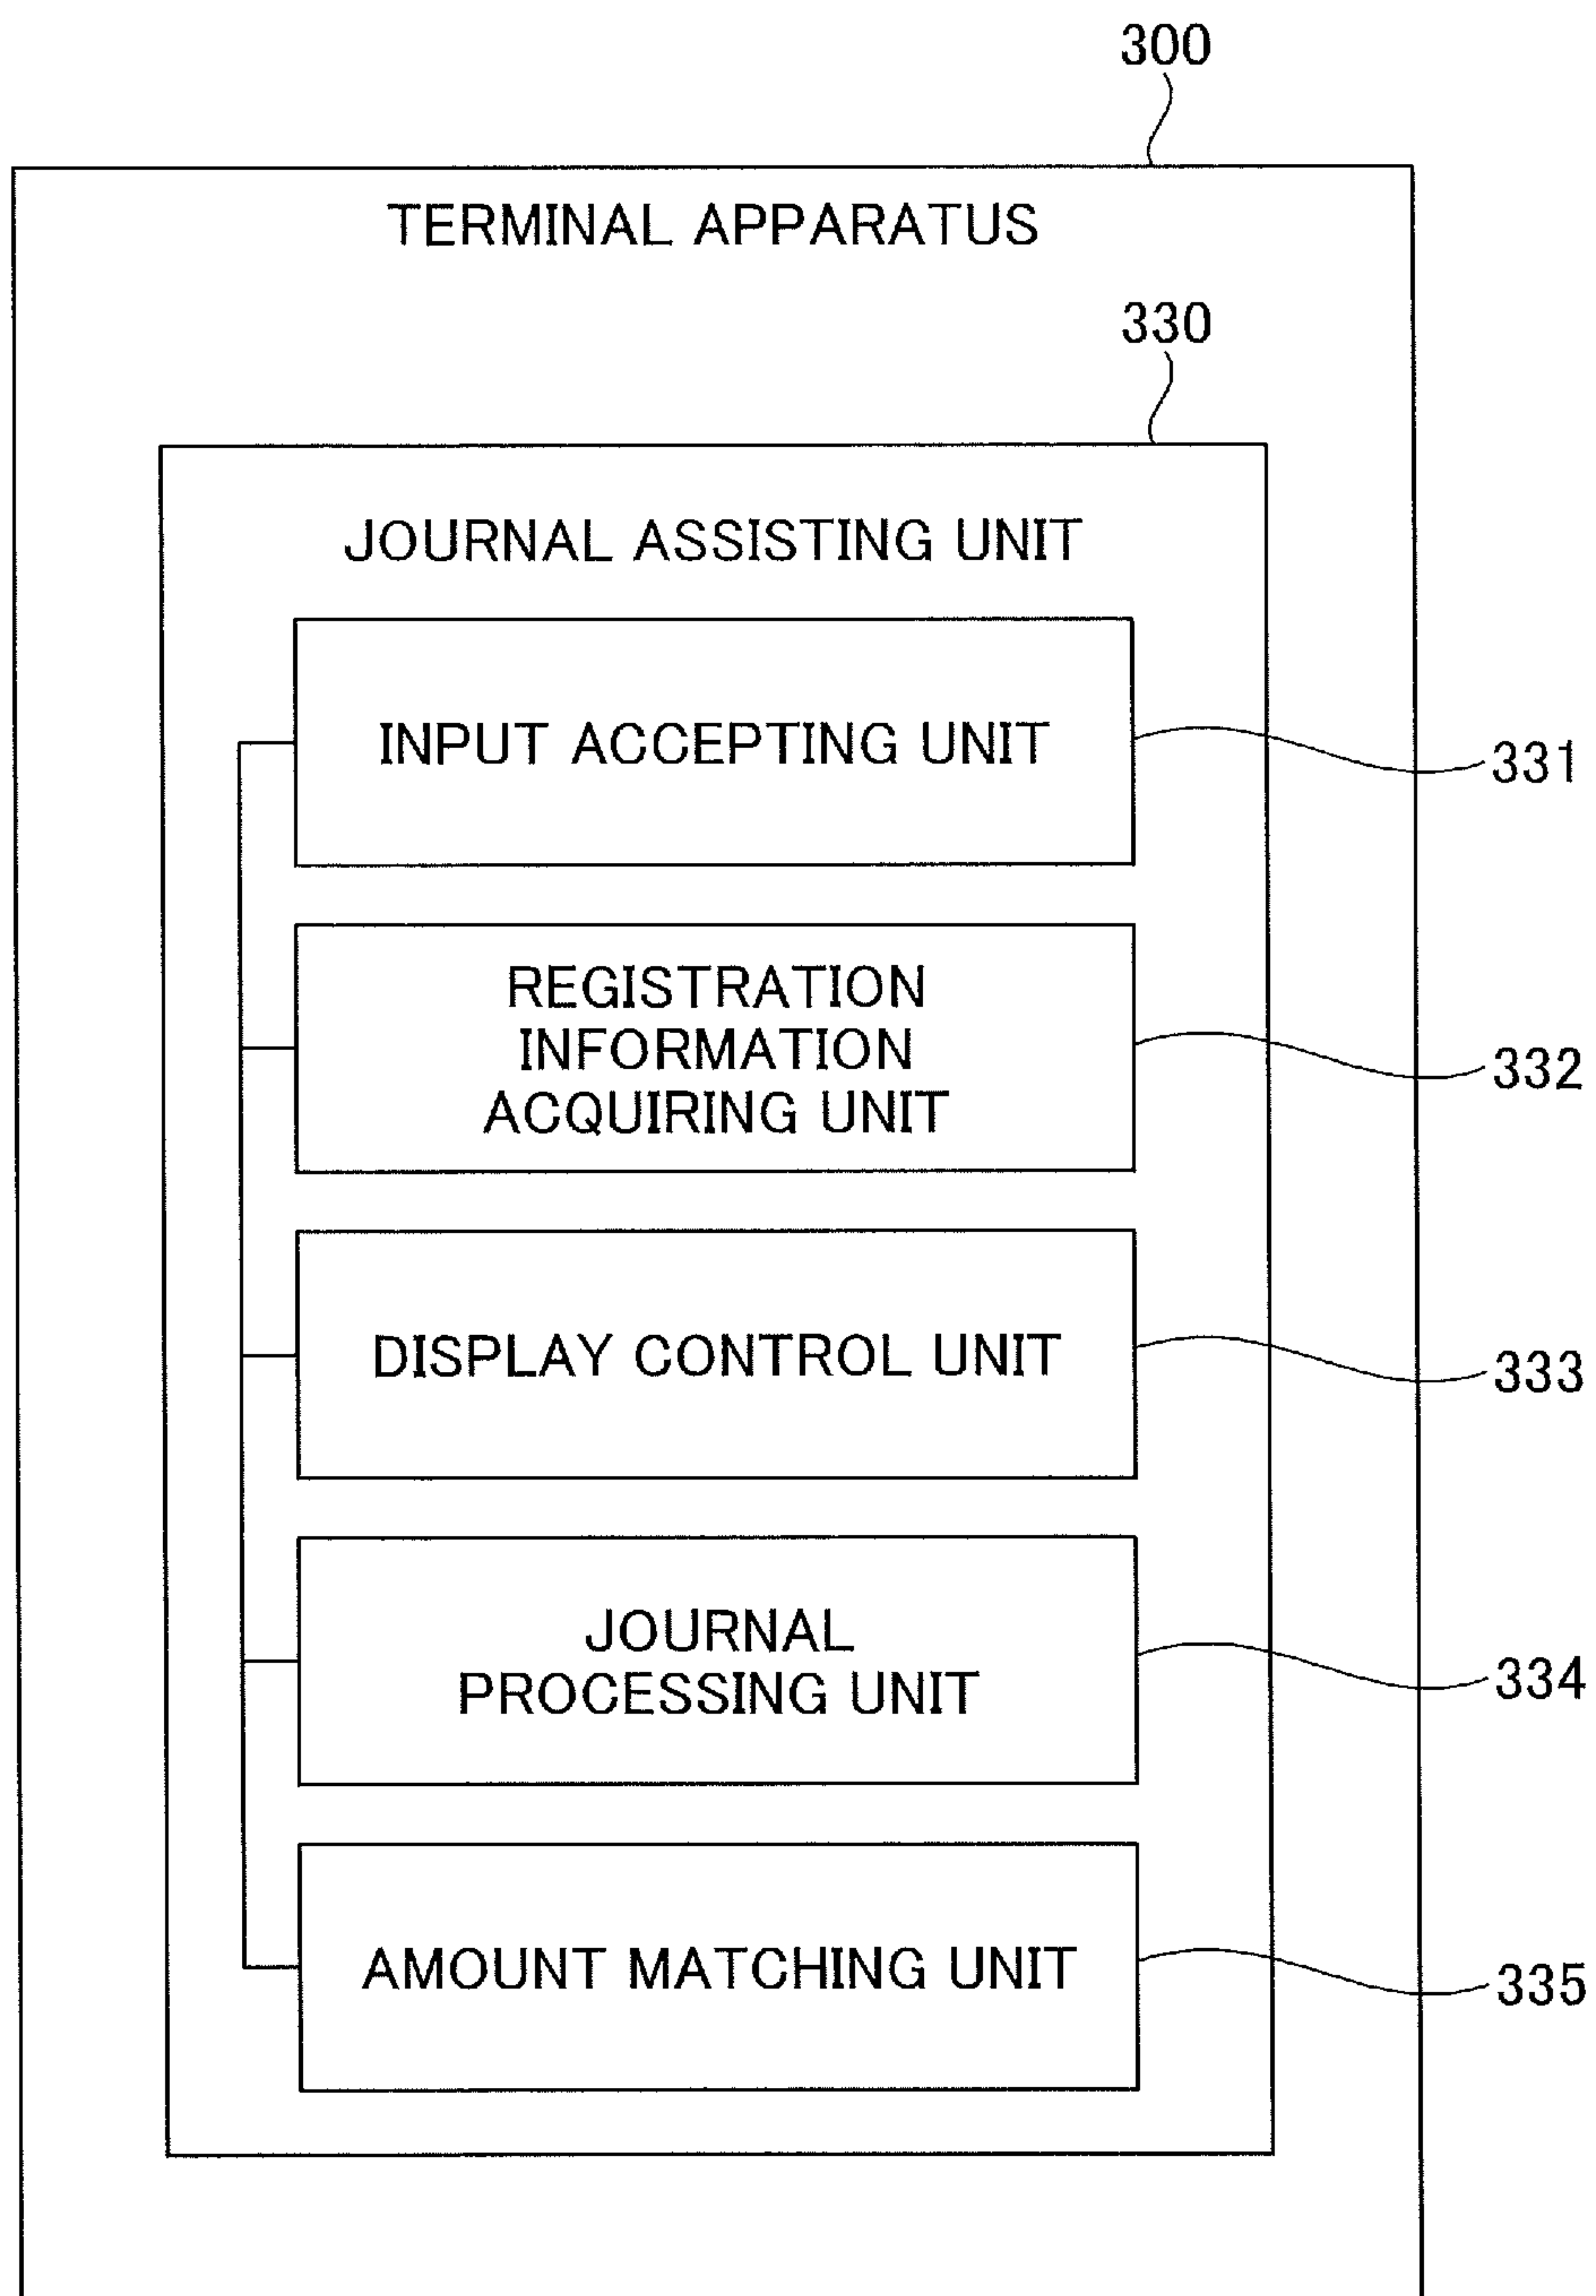 300
TERMINAL APPARATUS
330
JOURNAL ASSISTING UNIT
INPUT ACCEPTING UNIT
331
REGISTRATION
INFORMATION
ACQUIRING UNIT
332
DISPLAY CONTROL UNIT
333
JOURNAL
PROCESSING UNIT
334
AMOUNT MATCHING UNIT
335